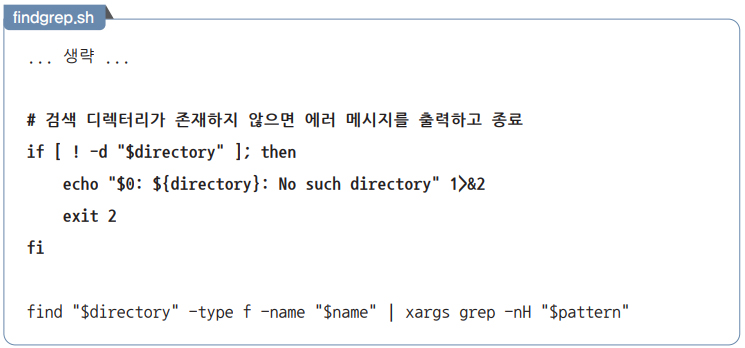 findgrep.sh
... 생략 ...
# 검색 디렉터리가 존재하지 않으면 에러 메시지를 출력하고 종료
if [ ! -d "$directory" ]; then
    echo "$0: ${directory}: No such directory" 1>&2
    exit 2
fi
find "$directory" -type f -name "$name" | xargs grep -nH "$pattern"